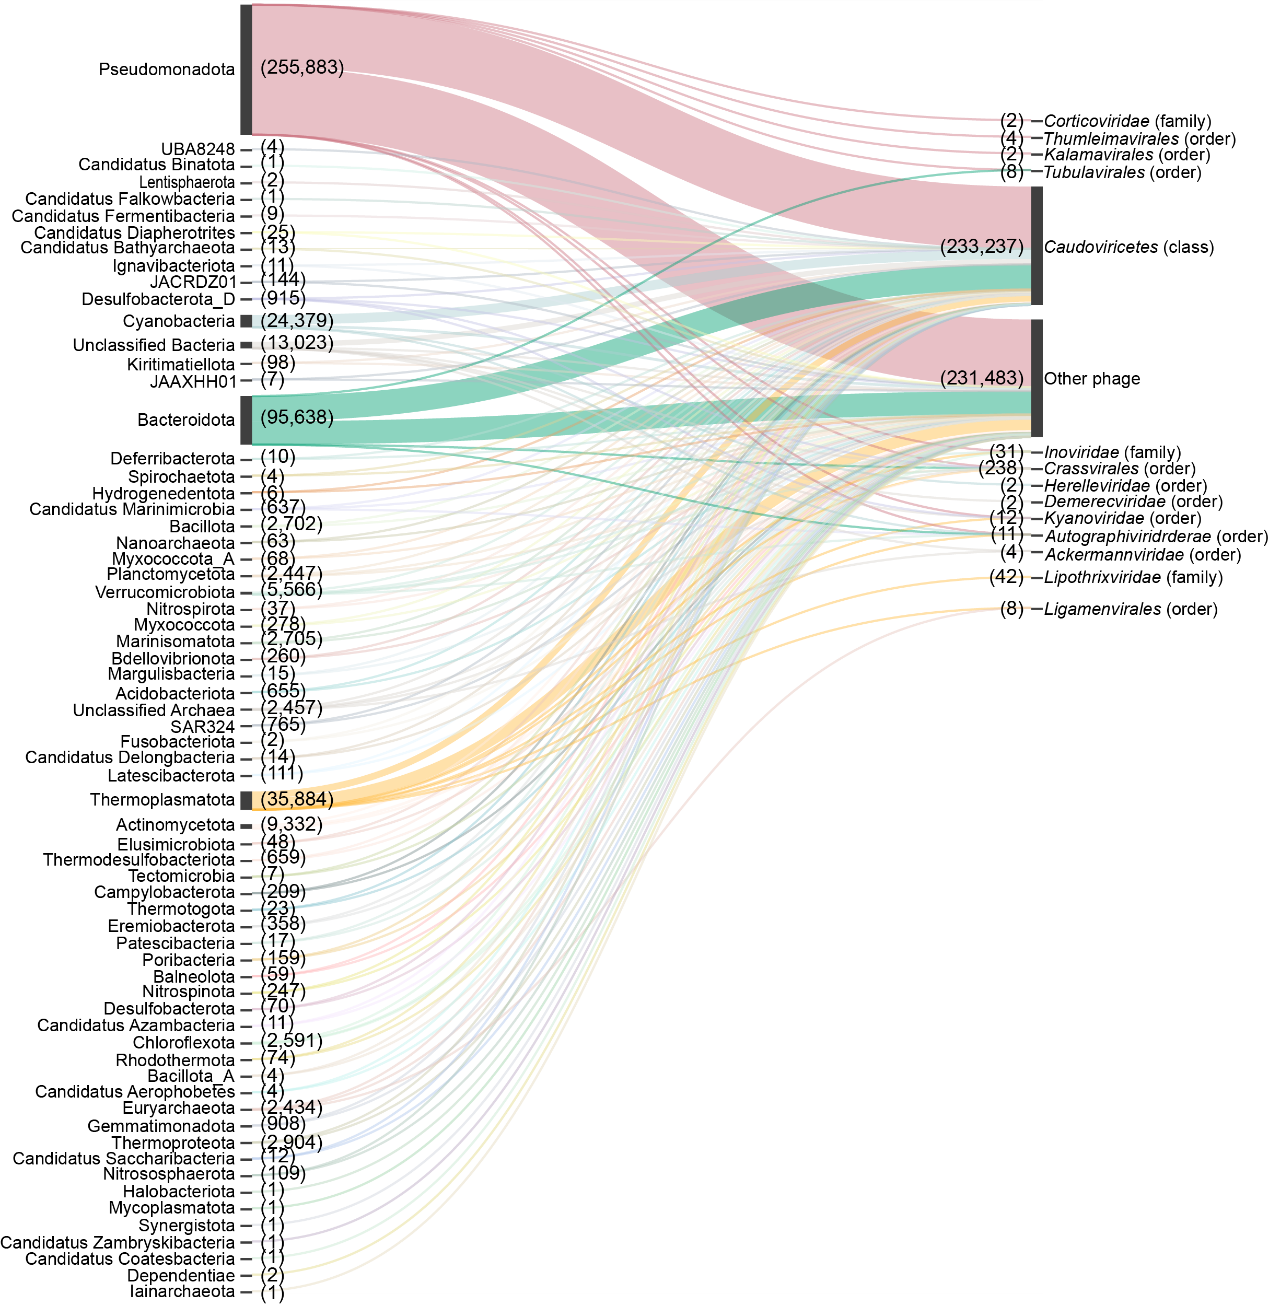 Pseudomonada (255,883)
UBA8248 (4)
Candidatus Binatota (1)
Lentisphaerota (2)
Candidatus Falkowbacteria (1)
Candidatus Fermentibacteria (9)
Candidatus Diapherotrites (25)
Candidatus Bathyarchaeota (13)
Ignavibacteriota (11)
JACRDZ01 (144)
Desulfobacterota_D (915)
Cyanobacteria (24,379)
Unclassified Bacteria (13,023)
Kiritimatiellota (98)
JAAXHH01 (7)
Bacteroidota (95,638)
Deferribacterota (10)
Spirochaetota (4)
Hydrogenedentota (6)
Candidatus Marinimicrobia (637)
Bacillota (2,702)
Nanoarchaeota (63)
Myxococcota_A (68)
Planctomycetota (2,447)
Verrucomicrobiota (5,566)
Nitrospirota (37)
Myxococcota (278)
Marinisomatota (2,705)
Bdellovibrionota (260)
Margulisbacteria (15)
Acidobacteriota (655)
Unclassified Archaea (2,457)
SAR324 (765)
Fusobacteriota (2)
Candidatus Delongbacteria (14)
Latescibacterota (111)
Thermoplasmatota (35,884)
Actinomycetota (9,332)
Elusimicrobiota (48)
Thermodesulfobacteriota (659)
Tectomicrobia (7)
Campylobacterota (209)
Thermotogota (23)
Eremiobacterota (358)
Patescibacteria (17)
Poribacteria (159)
Balneolota (59)
Nitrospinota (247)
Desulfobacterota (70)
Candidatus Azambacteria (11)
Chloroflexota (2,591)
Rhodothermota (74)
Bacillota_A (4)
Candidatus Aerophobetes (4)
Euryarchaeota (2,434)
Gemmatimonadota (908)
Thermoproteota (2,904)
Candidatus Saccharibacteria (12)
Nitrososphaerota (109)
Halobacteriota (1)
Mycoplasmatota (1)
Synergistota (1)
Candidatus Zambryskibacteria (1)
Candidatus Coatesbacteria (1)
Dependentiae (2)
Iainarchaeota (1)
(2) Corticoviridae (family)
(4) Thumleimavirales (order)
(2) Kalamavirales (order)
(8) Tubulavirales (order)
(233,237) Caudoviricetes (class)
(231,483) Other phage
(31) Inoviridae (family)
(238) Crassvirales (order)
(2) Herelleviridae (order)
(2) Demerecviridae (order)
(12) Kyanoviridae (order)
(11) Autographiviridrderae (order)
(4) Ackermannviridae (order)
(42) Lipothrixviridae (family)
(8) Ligamenvirales (order)